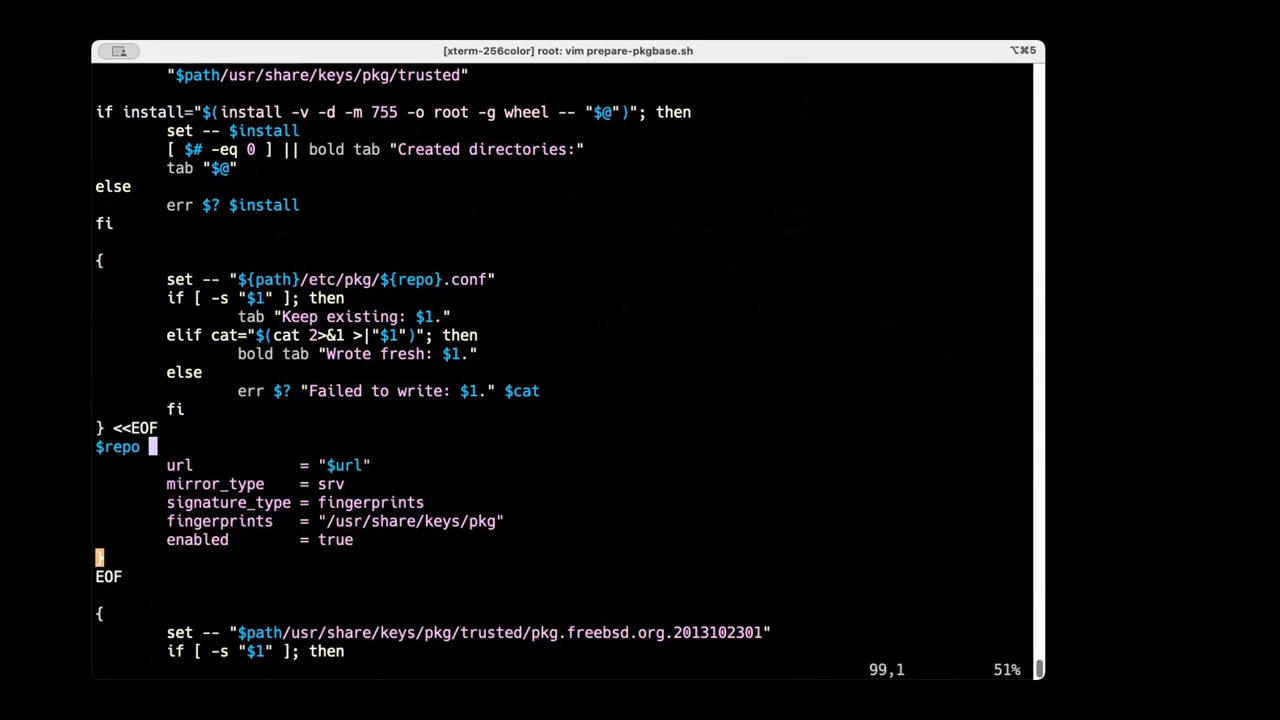 [xterm-256color] root: vim prepare-pkgbase.sh
⌥⌘5
"$path/usr/share/keys/pkg/trusted"
if install="$(install -v -d -m 755 -o root -g wheel -- "$@")"; then
set -- $install
[ $# -eq 0 ] || bold tab "Created directories:"
tab "$@"
else
err $? $install
fi
{
set -- "${path}/etc/pkg/${repo}.conf"
if [ -s "$1" ]; then
tab "Keep existing: $1."
elif cat="$(cat 2>&1 >|"$1")"; then
bold tab "Wrote fresh: $1."
else
err $? "Failed to write: $1." $cat
fi
} <<EOF
$repo
url = "$url"
mirror_type = srv
signature_type = fingerprints
fingerprints = "/usr/share/keys/pkg"
enabled = true
}
EOF
{
set -- "$path/usr/share/keys/pkg/trusted/pkg.freebsd.org.2013102301"
if [ -s "$1" ]; then
99,1 51%